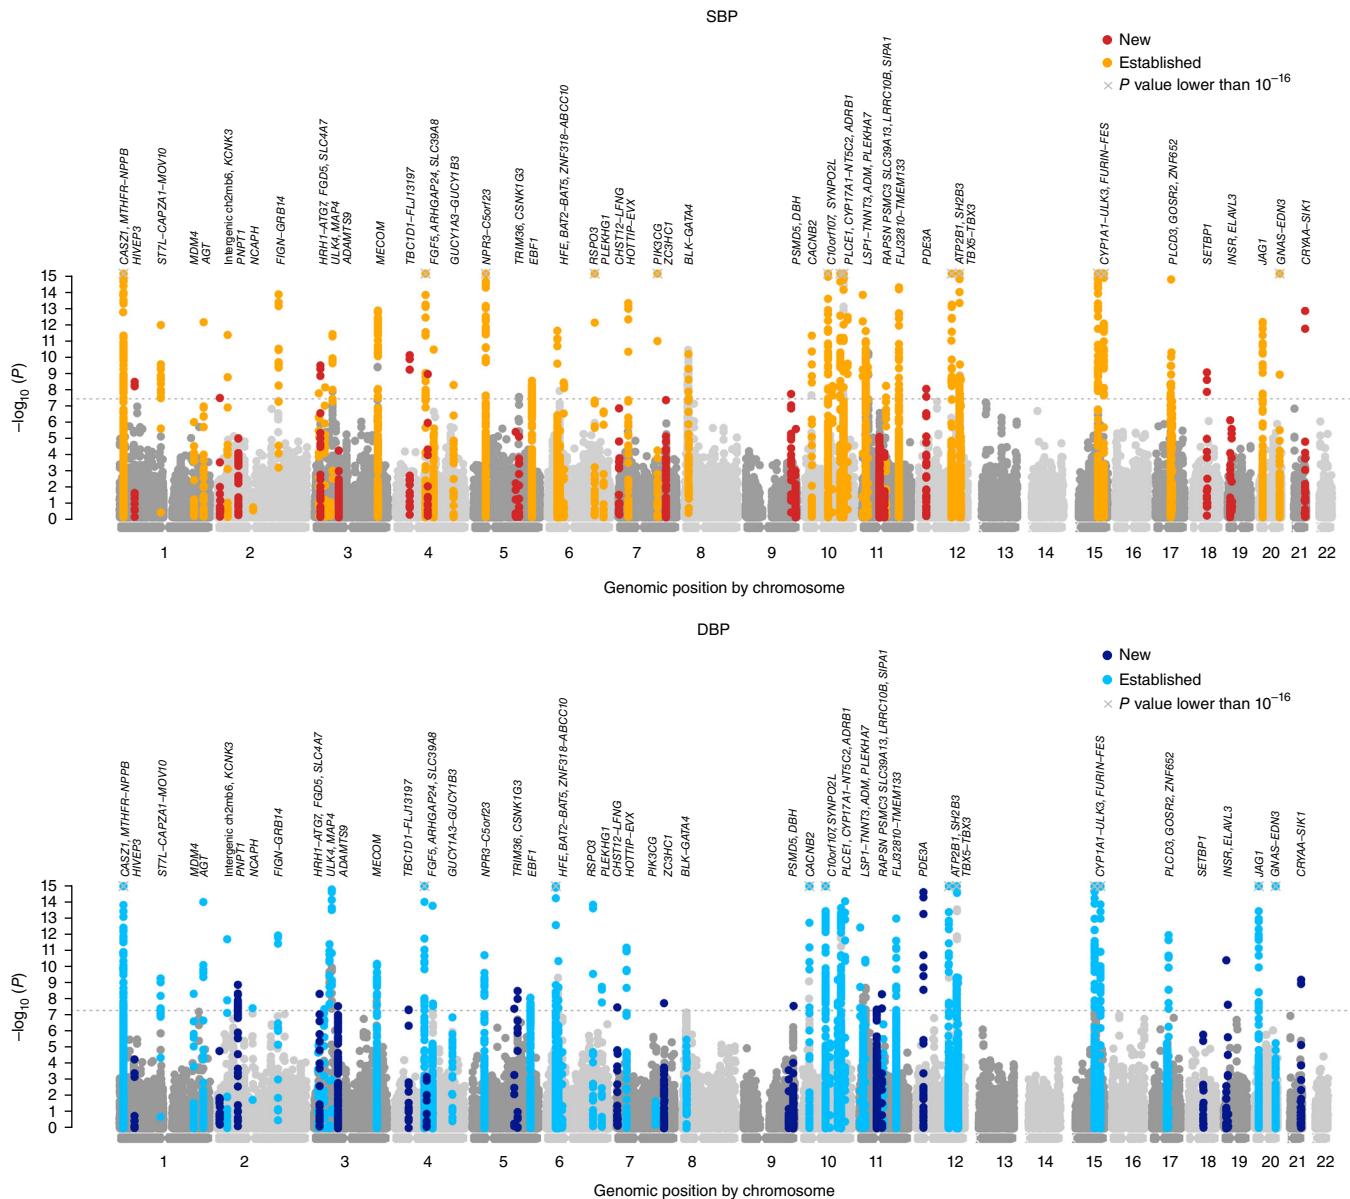 SBP
New
Established
× P value lower than 10⁻¹⁶
CASZ1, MTHFR–NPPB
HIVEP3
ST7L–CAPZA1–MOV10
MDM4
AGT
Intergenic ch2mb6, KCNK3
PNPT1
NCAPH
FIGN–GRB14
HRH1–ATG7, FGD5, SLC4A7
ULK4, MAP4
ADAMTS9
MECOM
TBC1D1–FLJ13197
FGF5, ARHGAP24, SLC39A8
GUCY1A3–GUCY1B3
NPR3–C5orf23
TRIM36, CSNK1G3
EBF1
HFE, BAT2–BAT5, ZNF318–ABCC10
RSPO3
PLEKHG1
CHST12–LFNG
HOTTIP–EVX
PIK3CG
ZC3HC1
BLK–GATA4
PSMD5, DBH
CACNB2
C10orf107, SYNPO2L
PLCE1, CYP17A1–NT5C2, ADRB1
LSP1–TNNT3, ADM, PLEKHA7
RAPSN PSMC3 SLC39A13, LRRC10B, SIPA1
FLJ32810–TMEM133
PDE3A
ATP2B1, SH2B3
TBX5–TBX3
CYP1A1–ULK3, FURIN–FES
PLCD3, GOSR2, ZNF652
SETBP1
INSR, ELAVL3
JAG1
GNAS–EDN3
CRYAA–SIK1
–log₁₀ (P)
15
14
13
12
11
10
9
8
7
6
5
4
3
2
1
0
1 2 3 4 5 6 7 8 9 10 11 12 13 14 15 16 17 18 19 20 21 22
Genomic position by chromosome
DBP
New
Established
× P value lower than 10⁻¹⁶
CASZ1, MTHFR–NPPB
HIVEP3
ST7L–CAPZA1–MOV10
MDM4
AGT
Intergenic ch2mb6, KCNK3
PNPT1
NCAPH
FIGN–GRB14
HRH1–ATG7, FGD5, SLC4A7
ULK4, MAP4
ADAMTS9
MECOM
TBC1D1–FLJ13197
FGF5, ARHGAP24, SLC39A8
GUCY1A3–GUCY1B3
NPR3–C5orf23
TRIM36, CSNK1G3
EBF1
HFE, BAT2–BAT5, ZNF318–ABCC10
RSPO3
PLEKHG1
CHST12–LFNG
HOTTIP–EVX
PIK3CG
ZC3HC1
BLK–GATA4
PSMD5, DBH
CACNB2
C10orf107, SYNPO2L
PLCE1, CYP17A1–NT5C2, ADRB1
LSP1–TNNT3, ADM, PLEKHA7
RAPSN PSMC3 SLC39A13, LRRC10B, SIPA1
FLJ32810–TMEM133
PDE3A
ATP2B1, SH2B3
TBX5–TBX3
CYP1A1–ULK3, FURIN–FES
PLCD3, GOSR2, ZNF652
SETBP1
INSR, ELAVL3
JAG1
GNAS–EDN3
CRYAA–SIK1
–log₁₀ (P)
15
14
13
12
11
10
9
8
7
6
5
4
3
2
1
0
1 2 3 4 5 6 7 8 9 10 11 12 13 14 15 16 17 18 19 20 21 22
Genomic position by chromosome